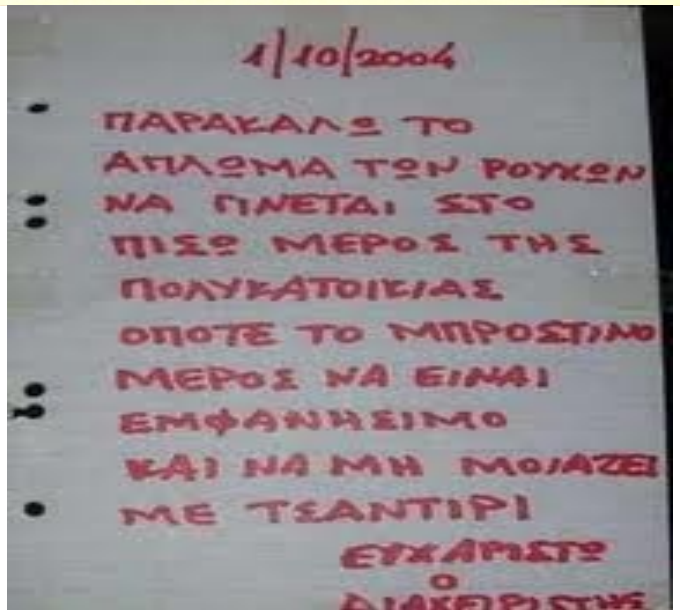 1/10/2004
ΠΑΡΑΚΑΛΩ ΤΟ
ΑΠΛΩΜΑ ΤΩΝ ΡΟΥΧΩΝ
ΝΑ ΓΙΝΕΤΑΙ ΣΤΟ
ΠΙΣΩ ΜΕΡΟΣ ΤΗΣ
ΠΟΛΥΚΑΤΟΙΚΙΑΣ
ΟΠΟΤΕ ΤΟ ΜΠΡΟΣΤΙΝΟ
ΜΕΡΟΣ ΝΑ ΕΙΝΑΙ
ΕΜΦΑΝΗΣΙΜΟ
ΚΑΙ ΝΑ ΜΗ ΜΟΙΑΖΕΙ
ΜΕ ΤΣΑΝΤΙΡΙ
ΕΥΧΑΡΙΣΤΩ
Ο
ΔΙΑΧΕΙΡΙΣΤΗΣ